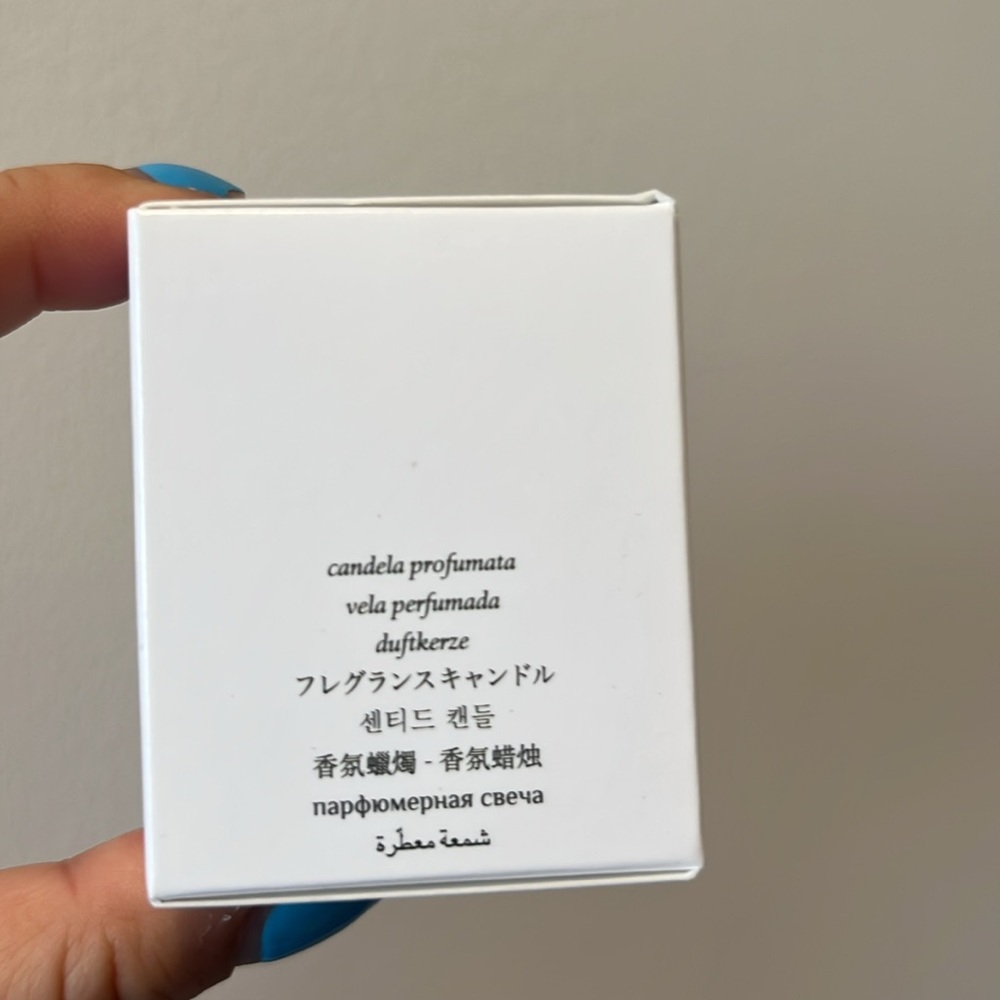 candela profumata
vela perfumada
duftkerze
フレグランスキャンドル
센티드 캔들
香氛蠟燭 - 香氛蜡烛
парфюмерная свеча
شمعة معطّرة